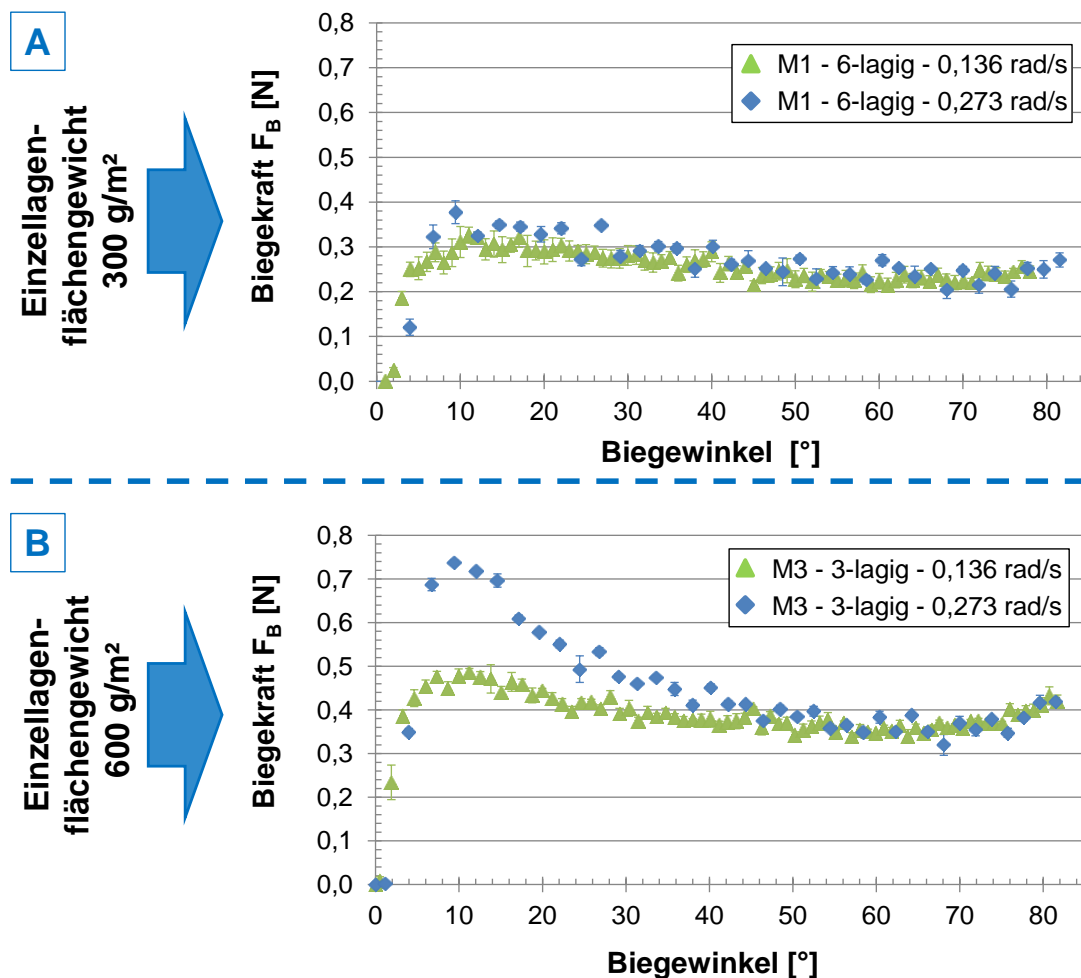 A
Einzellagen-
flächengewicht
300 g/m²
Biegekraft F_B [N]
0,8
0,7
0,6
0,5
0,4
0,3
0,2
0,1
0,0
M1 - 6-lagig - 0,136 rad/s
M1 - 6-lagig - 0,273 rad/s
0 10 20 30 40 50 60 70 80
Biegewinkel [°]
B
Einzellagen-
flächengewicht
600 g/m²
Biegekraft F_B [N]
0,8
0,7
0,6
0,5
0,4
0,3
0,2
0,1
0,0
M3 - 3-lagig - 0,136 rad/s
M3 - 3-lagig - 0,273 rad/s
0 10 20 30 40 50 60 70 80
Biegewinkel [°]